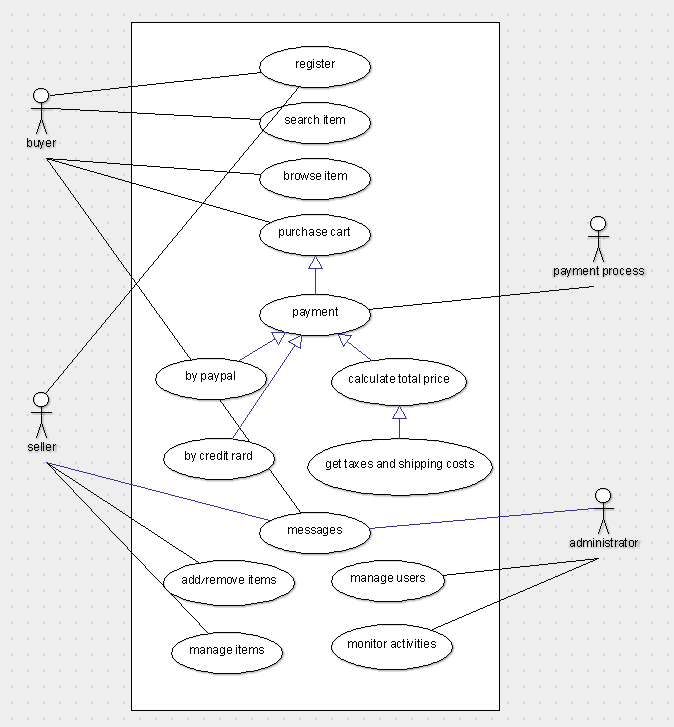 register
search item
buyer
browse item
purchase cart
payment process
payment
by paypal
calculate total price
seller
by credit rard
get taxes and shipping costs
messages
administrator
add/remove items
manage users
manage items
monitor activities